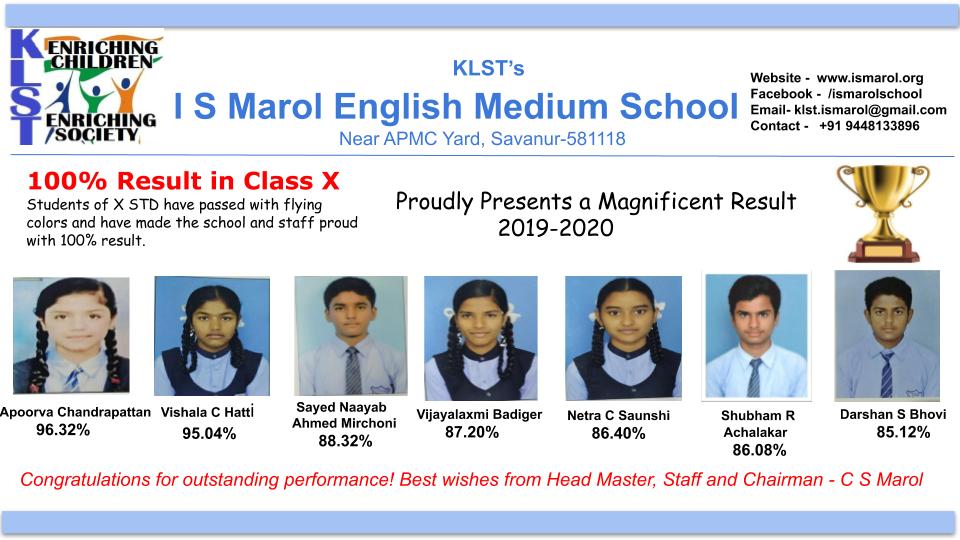 KLST
ENRICHING
CHILDREN
ENRICHING
SOCIETY
KLST's
I S Marol English Medium School
Near APMC Yard, Savanur-581118
Website - www.ismarol.org
Facebook - /ismarolschool
Email- klst.ismarol@gmail.com
Contact - +91 9448133896
100% Result in Class X
Students of X STD have passed with flying
colors and have made the school and staff proud
with 100% result.
Proudly Presents a Magnificent Result
2019-2020
Apoorva Chandrapattan
96.32%
Vishala C Hatti
95.04%
Sayed Naayab
Ahmed Mirchoni
88.32%
Vijayalaxmi Badiger
87.20%
Netra C Saunshi
86.40%
Shubham R
Achalakar
86.08%
Darshan S Bhovi
85.12%
Congratulations for outstanding performance! Best wishes from Head Master, Staff and Chairman - C S Marol